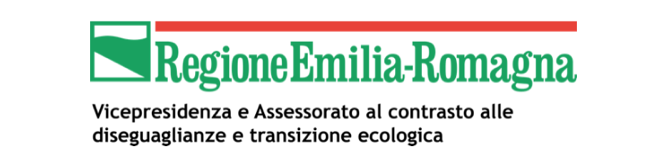 RegioneEmilia-Romagna
Vicepresidenza e Assessorato al contrasto alle
diseguaglianze e transizione ecologica